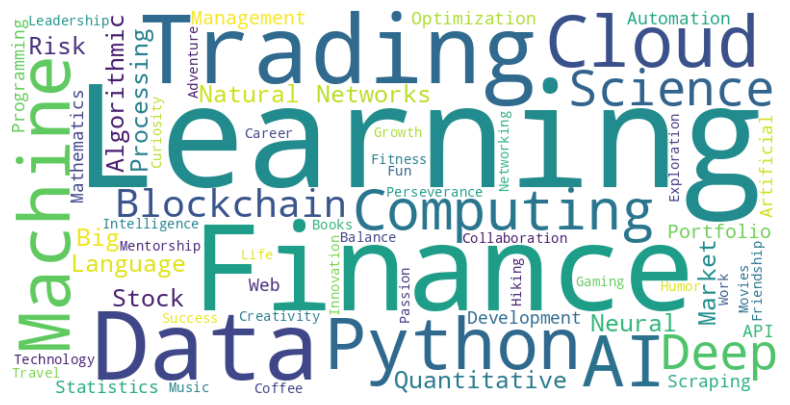 Leadership
Management
Optimization
Automation
Programming
Risk
Algorithmic
Processing
Adventure
Trading
Cloud
Science
Machine
Mathematics
Curiosity
Natural
Networks
Learning
Career
Growth
Fitness
Fun
Networking
Exploration
Artificial
Blockchain
Perseverance
Computing
Intelligence
Books
Big
Mentorship
Balance
Collaboration
Portfolio
Language
Life
Web
Finance
Innovation
Passion
Hiking
Gaming
Humor
Market
Work
Movies
Friendship
Stock
Success
Creativity
Development
Neural
API
Data
Python
AI
Deep
Technology
Travel
Statistics
Music
Coffee
Quantitative
Scraping